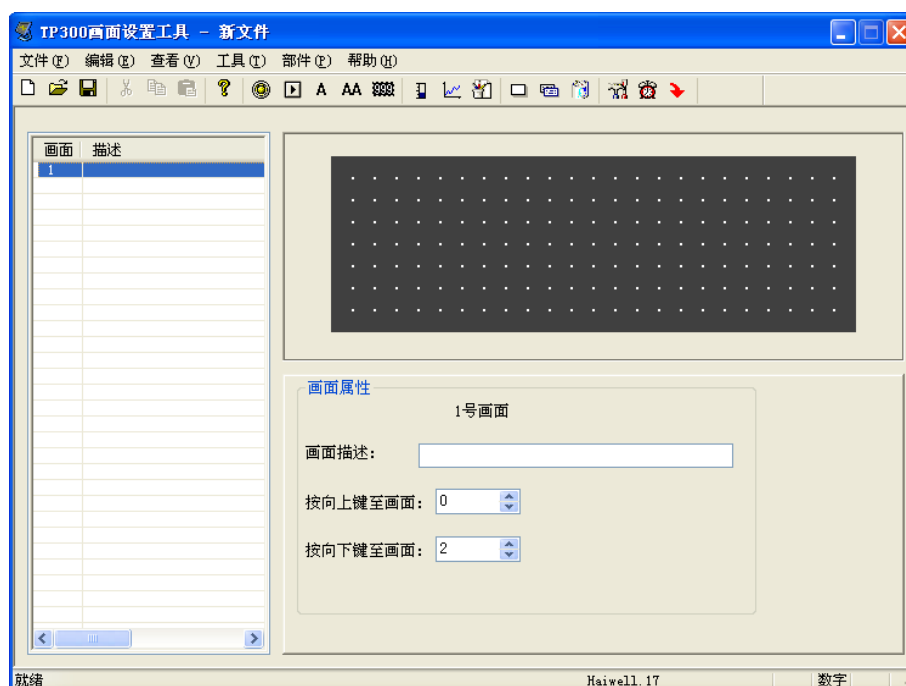 TP300画面设置工具 - 新文件
文件(F) 编辑(E) 查看(V) 工具(T) 部件(P) 帮助(H)
A AA
画面 描述
1
画面属性
1号画面
画面描述：
按向上键至画面： 0
按向下键至画面： 2
就绪 Haiwell.17 数字